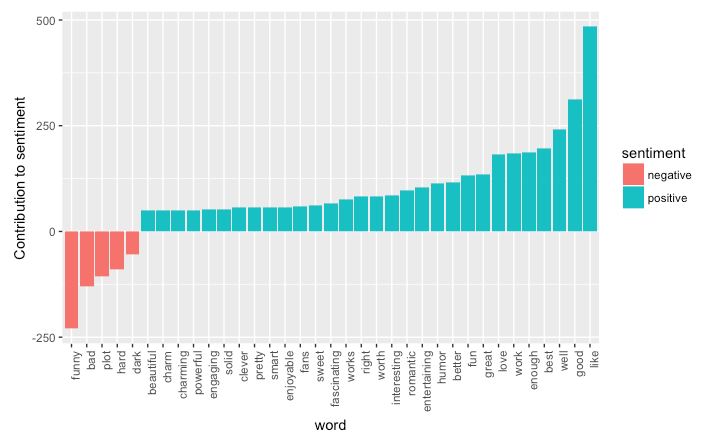 500
250
0
-250
Contribution to sentiment
funny
bad
plot
hard
dark
beautiful
charm
charming
powerful
engaging
solid
clever
pretty
smart
enjoyable
fans
sweet
fascinating
works
right
worth
interesting
romantic
entertaining
humor
better
fun
great
love
work
enough
best
well
good
like
word
sentiment
negative
positive